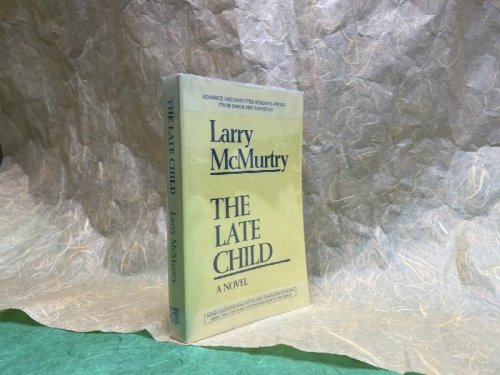 ADVANCE UNCORRECTED READER'S PROOF
FROM SIMON AND SCHUSTER
Larry
McMurtry
THE
LATE
CHILD
A NOVEL
THE LATE CHILD
Larry McMurtry